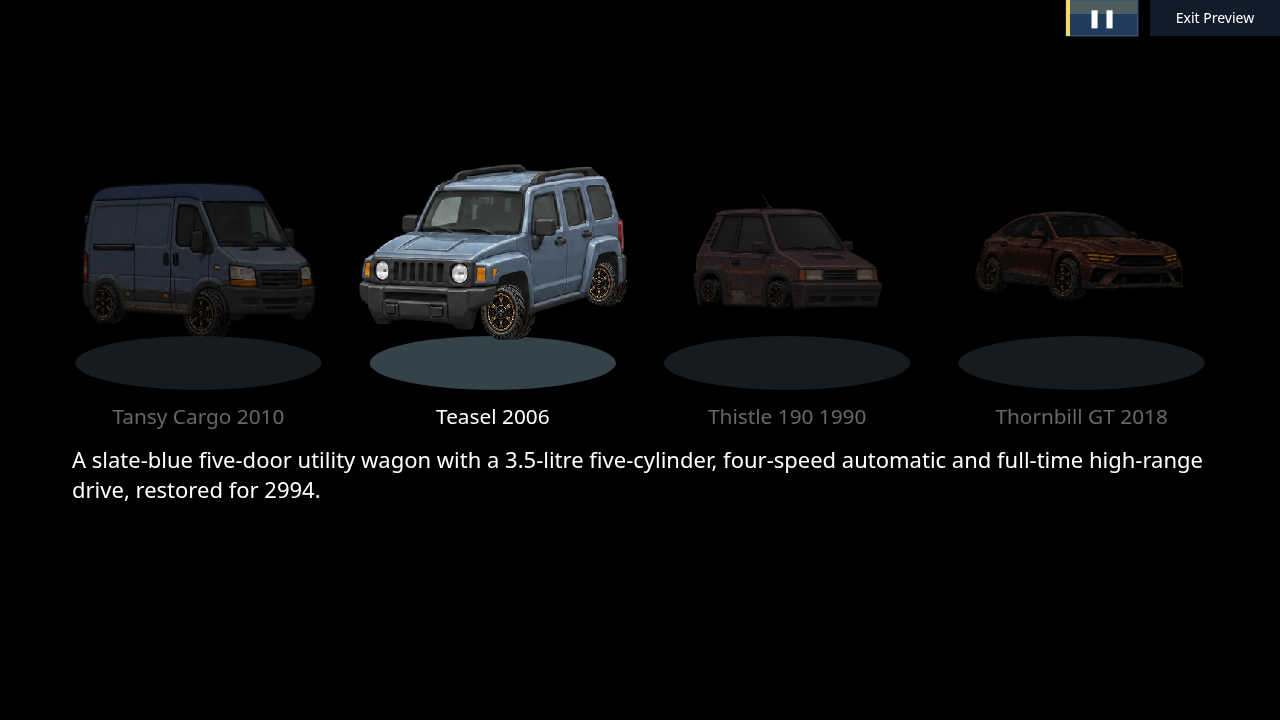 Exit Preview
Tansy Cargo 2010
Teasel 2006
Thistle 190 1990
Thornbill GT 2018
A slate-blue five-door utility wagon with a 3.5-litre five-cylinder, four-speed automatic and full-time high-range
drive, restored for 2994.